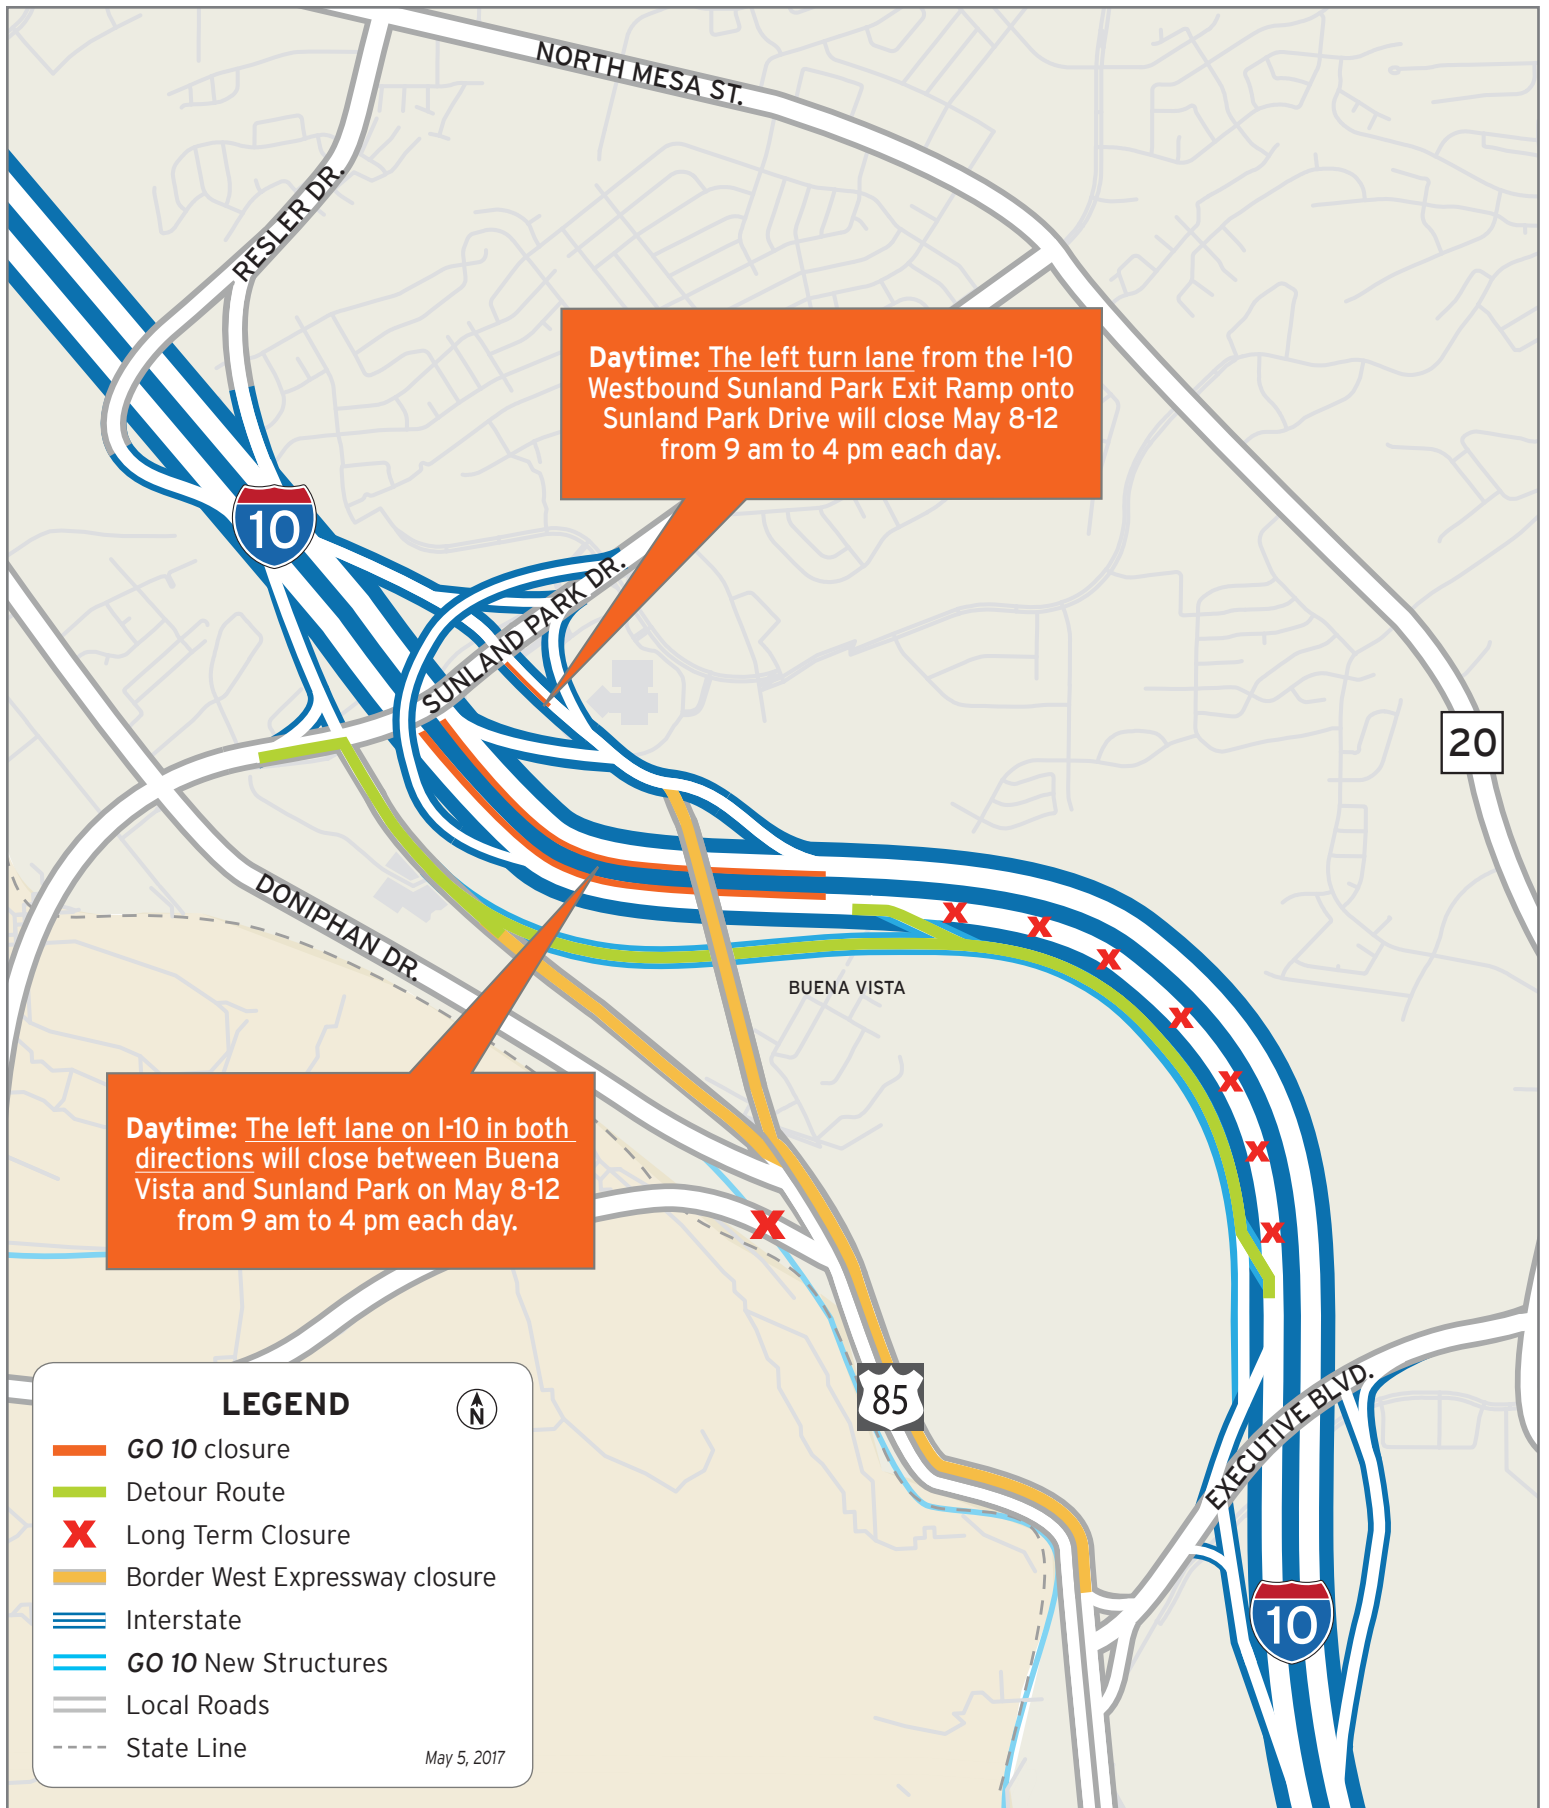 NORTH MESA ST.
RESLER DR.
Daytime: The left turn lane from the I-10
Westbound Sunland Park Exit Ramp onto
Sunland Park Drive will close May 8-12
from 9 am to 4 pm each day.
10
SUNLAND PARK DR.
20
DONIPHAN DR.
BUENA VISTA
Daytime: The left lane on I-10 in both
directions will close between Buena
Vista and Sunland Park on May 8-12
from 9 am to 4 pm each day.
85
EXECUTIVE BLVD.
10
LEGEND
N
GO 10 closure
Detour Route
X Long Term Closure
Border West Expressway closure
Interstate
GO 10 New Structures
Local Roads
State Line
May 5, 2017